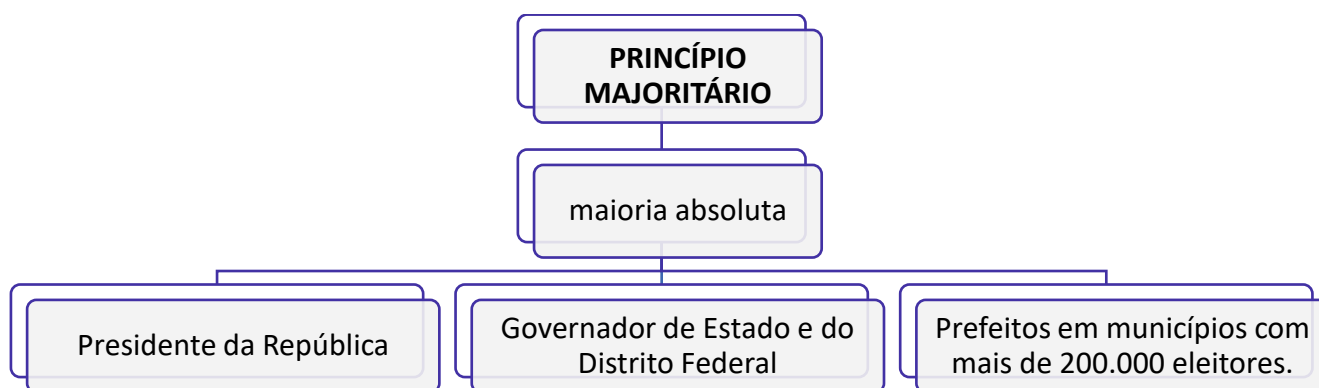 PRINCÍPIO
MAJORITÁRIO
maioria absoluta
Presidente da República
Governador de Estado e do
Distrito Federal
Prefeitos em municípios com
mais de 200.000 eleitores.